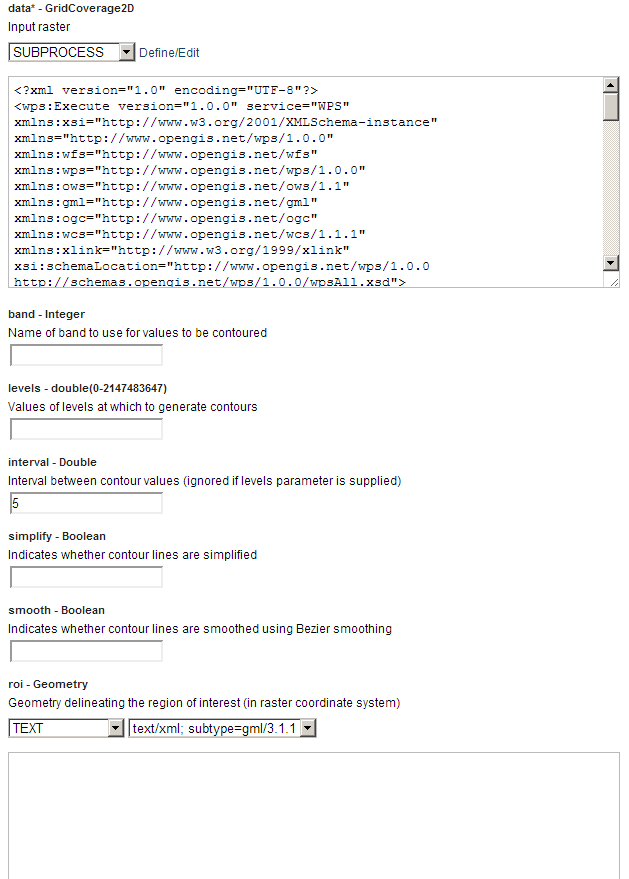 data* - GridCoverage2D
Input raster
SUBPROCESS Define/Edit
<?xml version="1.0" encoding="UTF-8"?>
<wps:Execute version="1.0.0" service="WPS"
xmlns:xsi="http://www.w3.org/2001/XMLSchema-instance"
xmlns="http://www.opengis.net/wps/1.0.0"
xmlns:wfs="http://www.opengis.net/wfs"
xmlns:wps="http://www.opengis.net/wps/1.0.0"
xmlns:ows="http://www.opengis.net/ows/1.1"
xmlns:gml="http://www.opengis.net/gml"
xmlns:ogc="http://www.opengis.net/ogc"
xmlns:wcs="http://www.opengis.net/wcs/1.1.1"
xmlns:xlink="http://www.w3.org/1999/xlink"
xsi:schemaLocation="http://www.opengis.net/wps/1.0.0
http://schemas.opengis.net/wps/1.0.0/wpsAll.xsd">
band - Integer
Name of band to use for values to be contoured
levels - double(0-2147483647)
Values of levels at which to generate contours
interval - Double
Interval between contour values (ignored if levels parameter is supplied)
5
simplify - Boolean
Indicates whether contour lines are simplified
smooth - Boolean
Indicates whether contour lines are smoothed using Bezier smoothing
roi - Geometry
Geometry delineating the region of interest (in raster coordinate system)
TEXT text/xml; subtype=gml/3.1.1